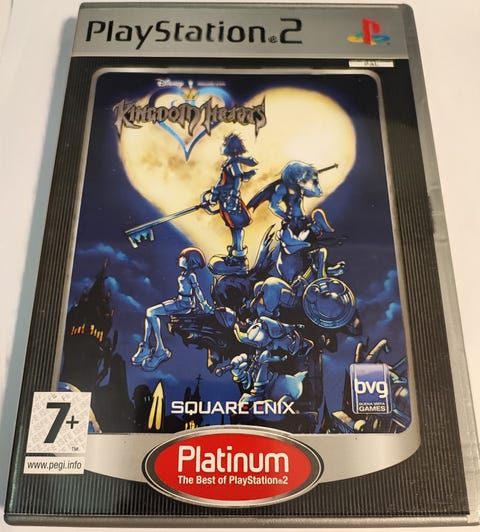 PlayStation®2
PAL
Disney
KINGDOM HEARTS
SQUARE ENIX
bvg
BUENA VISTA
GAMES
7+
TM
www.pegi.info
Platinum
The Best of PlayStation®2